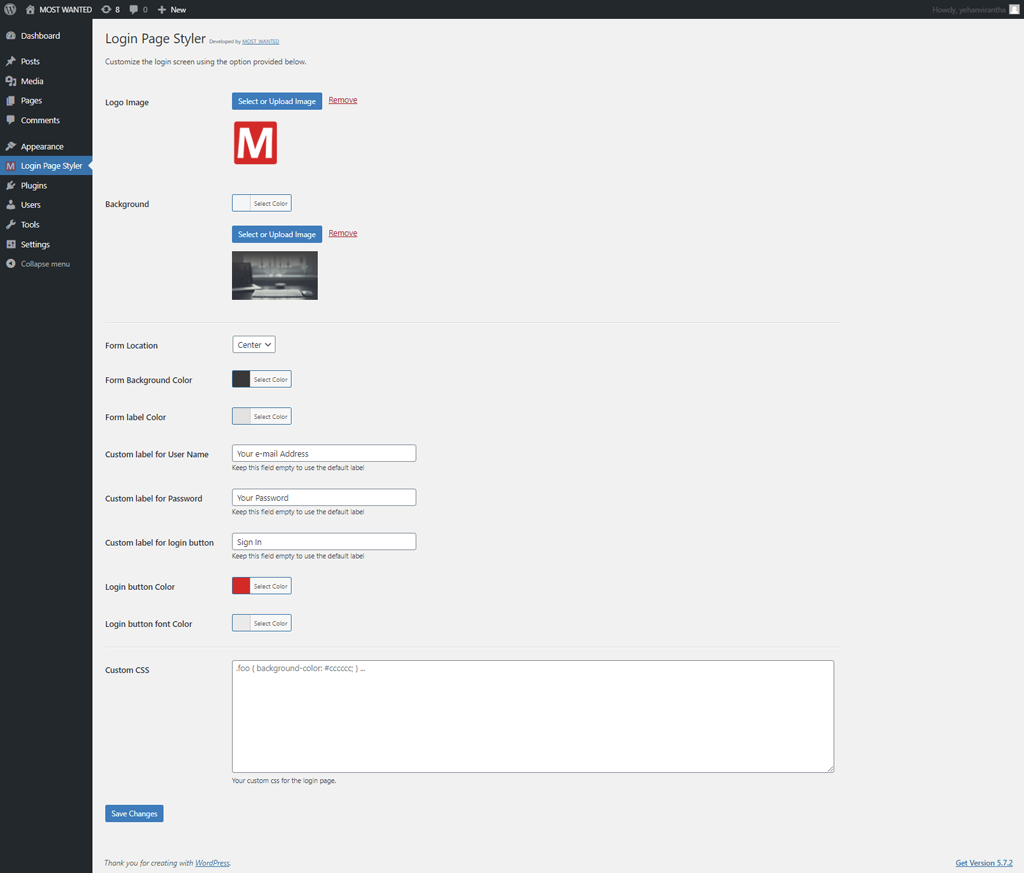 MOST WANTED 8 0 New
Howdy, yehanvirantha
Dashboard
Posts
Media
Pages
Comments
Appearance
Login Page Styler
Plugins
Users
Tools
Settings
Collapse menu
Login Page Styler Developed by MOST WANTED
Customize the login screen using the option provided below.
Logo Image
Select or Upload Image Remove
M
Background
Select Color
Select or Upload Image Remove
Form Location
Center
Form Background Color
Select Color
Form label Color
Select Color
Custom label for User Name
Your e-mail Address
Keep this field empty to use the default label
Custom label for Password
Your Password
Keep this field empty to use the default label
Custom label for login button
Sign In
Keep this field empty to use the default label
Login button Color
Select Color
Login button font Color
Select Color
Custom CSS
.foo { background-color: #cccccc; } ...
Your custom css for the login page.
Save Changes
Thank you for creating with WordPress.
Get Version 5.7.2